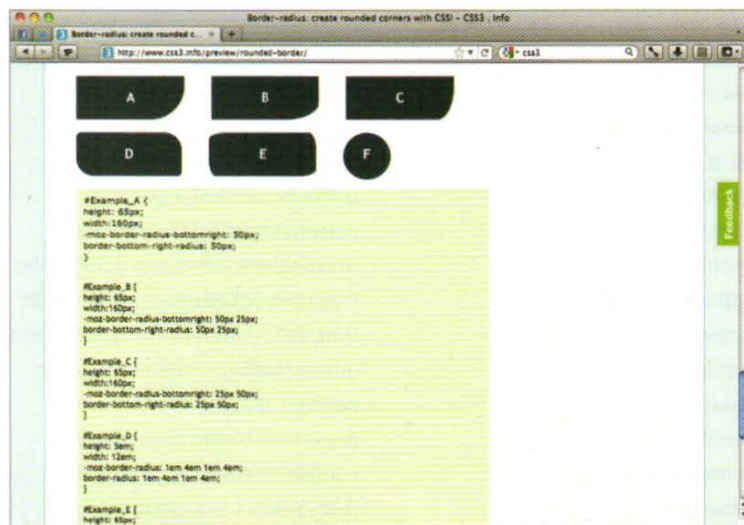 Border-radius: create rounded corners with CSS! - CSS3 . Info
Border-radius: create rounded c...
http://www.css3.info/preview/rounded-border/
css3
A
B
C
D
E
F
Feedback
#Example_A {
height: 65px;
width:160px;
-moz-border-radius-bottomright: 50px;
border-bottom-right-radius: 50px;
}
#Example_B {
height: 65px;
width:160px;
-moz-border-radius-bottomright: 50px 25px;
border-bottom-right-radius: 50px 25px;
}
#Example_C {
height: 65px;
width:160px;
-moz-border-radius-bottomright: 25px 50px;
border-bottom-right-radius: 25px 50px;
}
#Example_D {
height: 5em;
width: 12em;
-moz-border-radius: 1em 4em 1em 4em;
border-radius: 1em 4em 1em 4em;
}
#Example_E {
height: 65px;